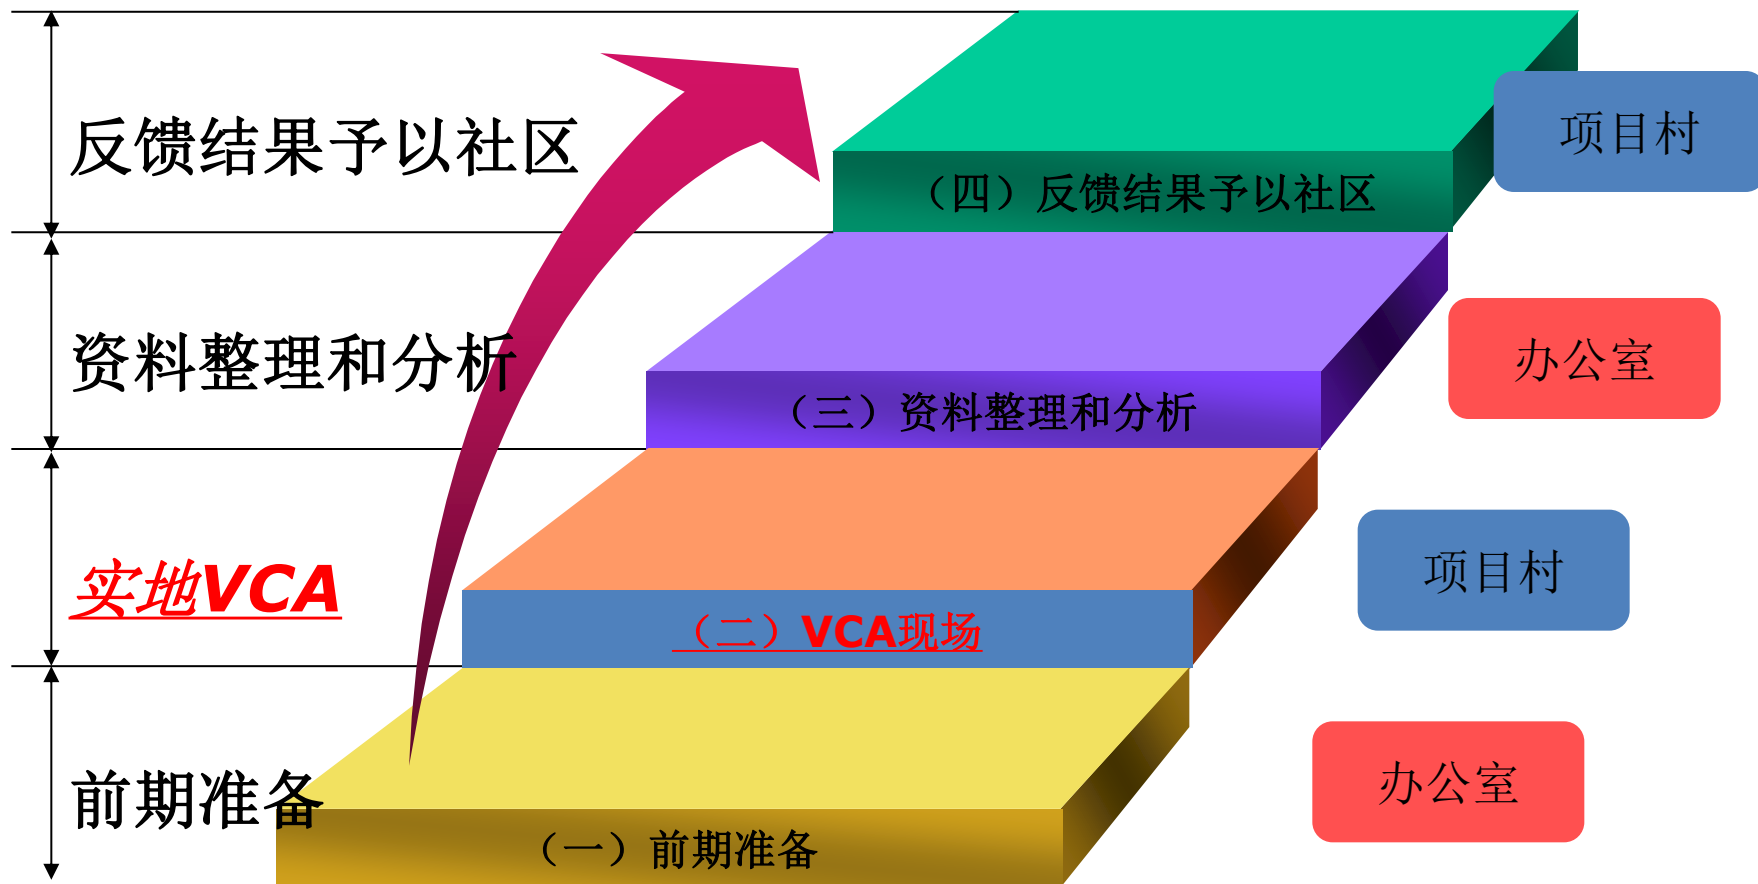 反馈结果予以社区
（四）反馈结果予以社区
项目村
资料整理和分析
（三）资料整理和分析
办公室
实地VCA
（二）VCA现场
项目村
前期准备
（一）前期准备
办公室